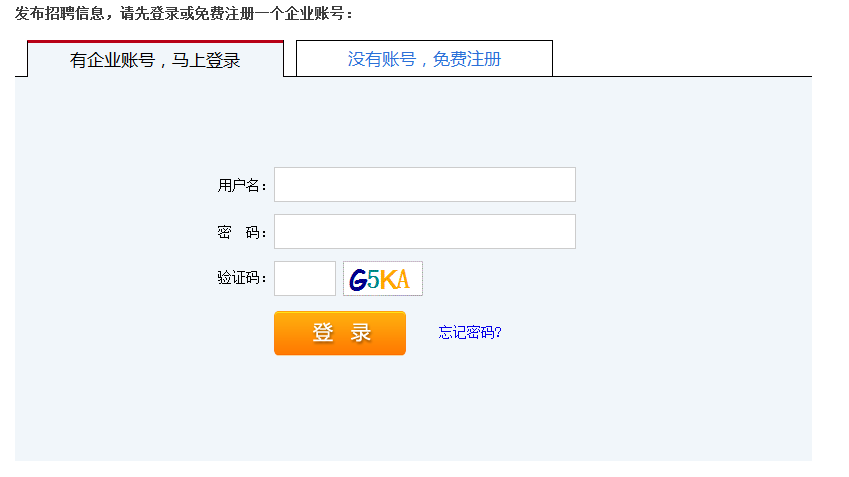 发布招聘信息，请先登录或免费注册一个企业账号：
有企业账号，马上登录
没有账号，免费注册
用户名：
密　码：
验证码：
G5KA
登 录
忘记密码?